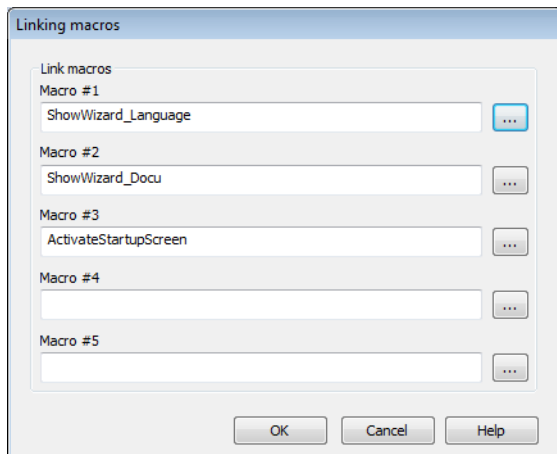 Linking macros
Link macros
Macro #1
ShowWizard_Language
...
Macro #2
ShowWizard_Docu
...
Macro #3
ActivateStartupScreen
...
Macro #4
...
Macro #5
...
OK Cancel Help